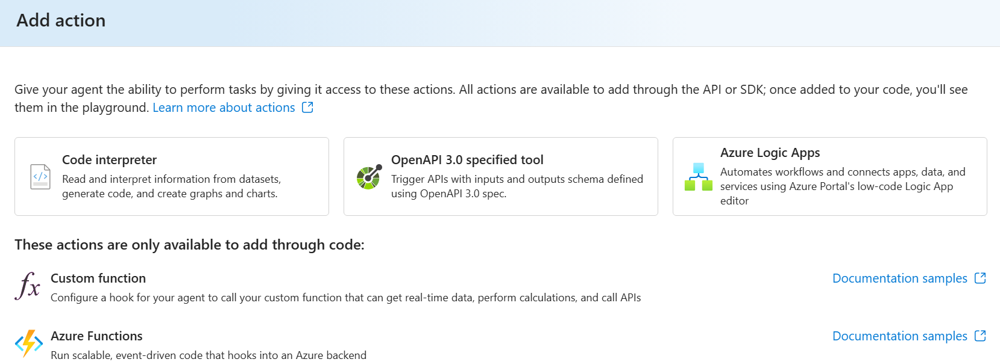 Add action
Give your agent the ability to perform tasks by giving it access to these actions. All actions are available to add through the API or SDK; once added to your code, you'll see
them in the playground. Learn more about actions
Code interpreter
Read and interpret information from datasets,
generate code, and create graphs and charts.
OpenAPI 3.0 specified tool
Trigger APIs with inputs and outputs schema defined
using OpenAPI 3.0 spec.
Azure Logic Apps
Automates workflows and connects apps, data, and
services using Azure Portal's low-code Logic App
editor
These actions are only available to add through code:
Custom function
Documentation samples
Configure a hook for your agent to call your custom function that can get real-time data, perform calculations, and call APIs
Azure Functions
Documentation samples
Run scalable, event-driven code that hooks into an Azure backend